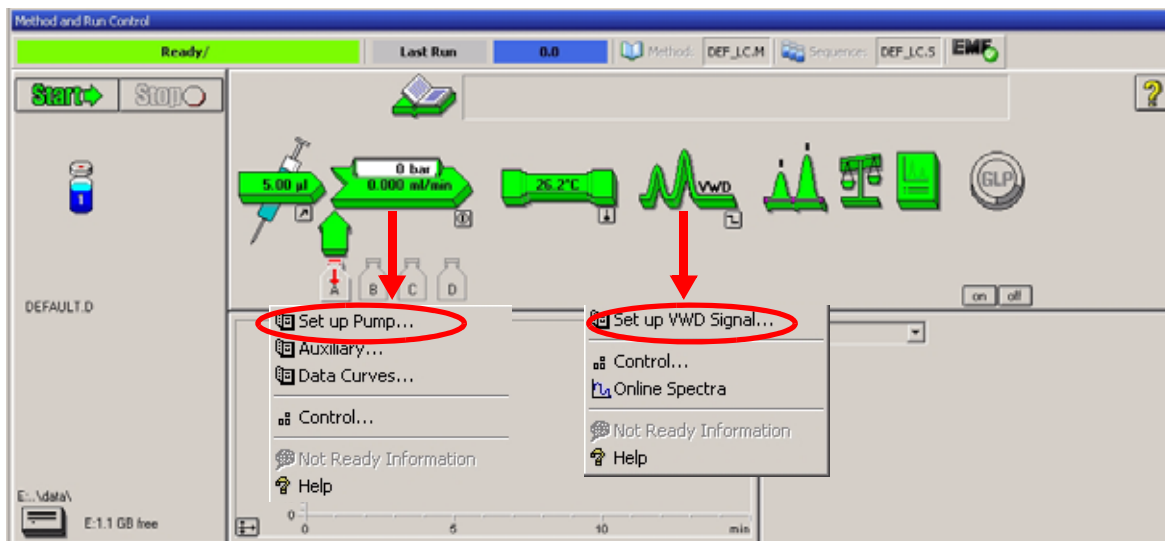 Method and Run Control
Ready/ Last Run 0.0 Method: DEF_LC.M Sequence: DEF_LC.S EMF
Start Stop
5.00 µl 0 bar 0.000 ml/min 26.2°C VWD GLP
1
A B C D
DEFAULT.D
on off
Set up Pump...
Auxiliary...
Data Curves...
Control...
Not Ready Information
Help
Set up VWD Signal...
Control...
Online Spectra
Not Ready Information
Help
E:..\data\
E:1.1 GB free
0
0 5 10 min